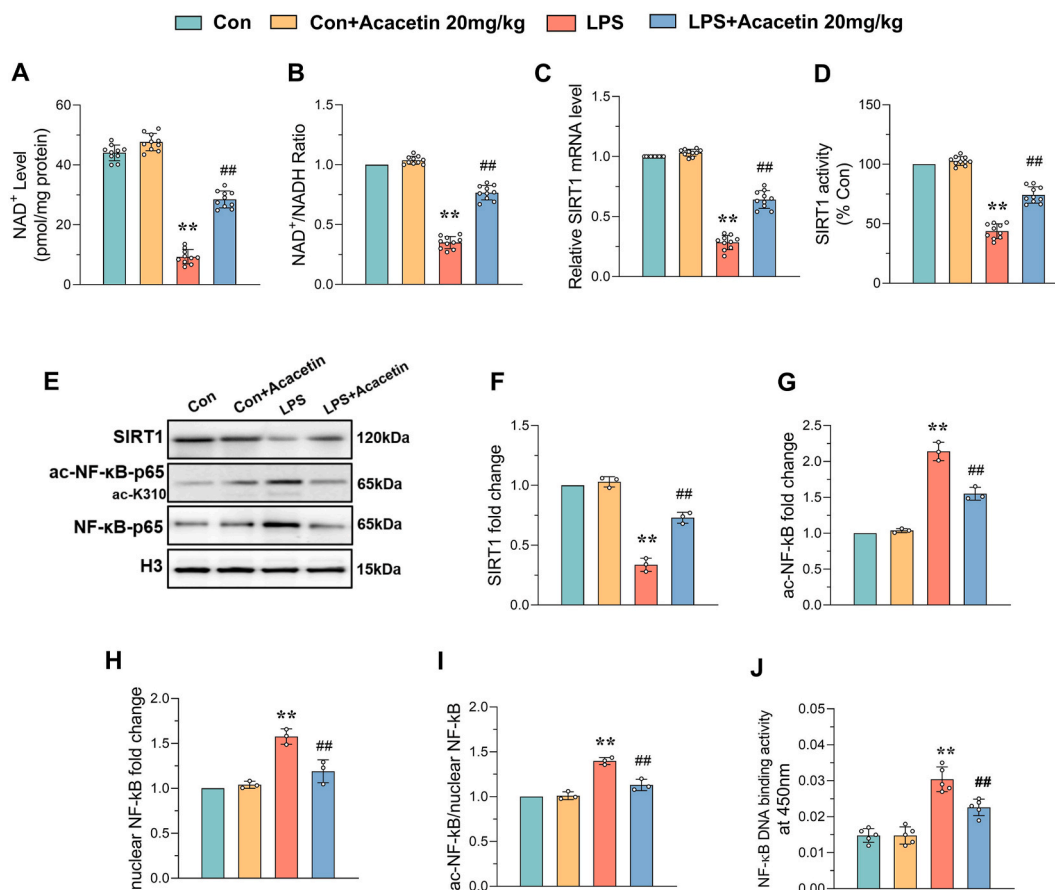 Con Con+Acacetin 20mg/kg LPS LPS+Acacetin 20mg/kg
A
NAD⁺ Level
(pmol/mg protein)
60
40
20
0
**
##
B
NAD⁺/NADH Ratio
1.5
1.0
0.5
0.0
**
##
C
Relative SIRT1 mRNA level
1.5
1.0
0.5
0.0
**
##
D
SIRT1 activity
(% Con)
150
100
50
0
**
##
E
Con Con+Acacetin LPS LPS+Acacetin
SIRT1 120kDa
ac-NF-κB-p65
ac-K310 65kDa
NF-κB-p65 65kDa
H3 15kDa
F
SIRT1 fold change
1.5
1.0
0.5
0.0
**
##
G
ac-NF-kB fold change
2.5
2.0
1.5
1.0
0.5
0.0
**
##
H
nuclear NF-kB fold change
2.0
1.5
1.0
0.5
0.0
**
##
I
ac-NF-kB/nuclear NF-kB
2.0
1.5
1.0
0.5
0.0
**
##
J
NF-κB DNA binding activity
at 450nm
0.05
0.04
0.03
0.02
0.01
0.00
**
##